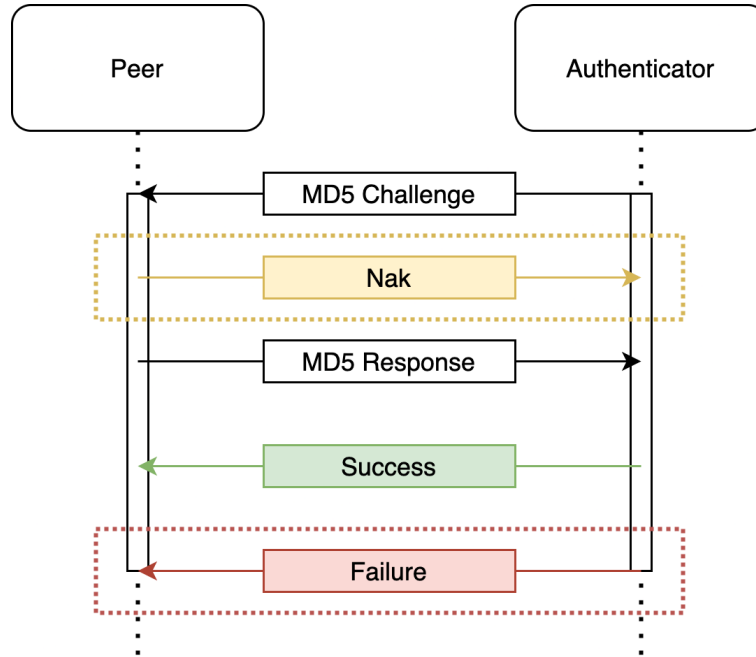 Peer
Authenticator
MD5 Challenge
Nak
MD5 Response
Success
Failure